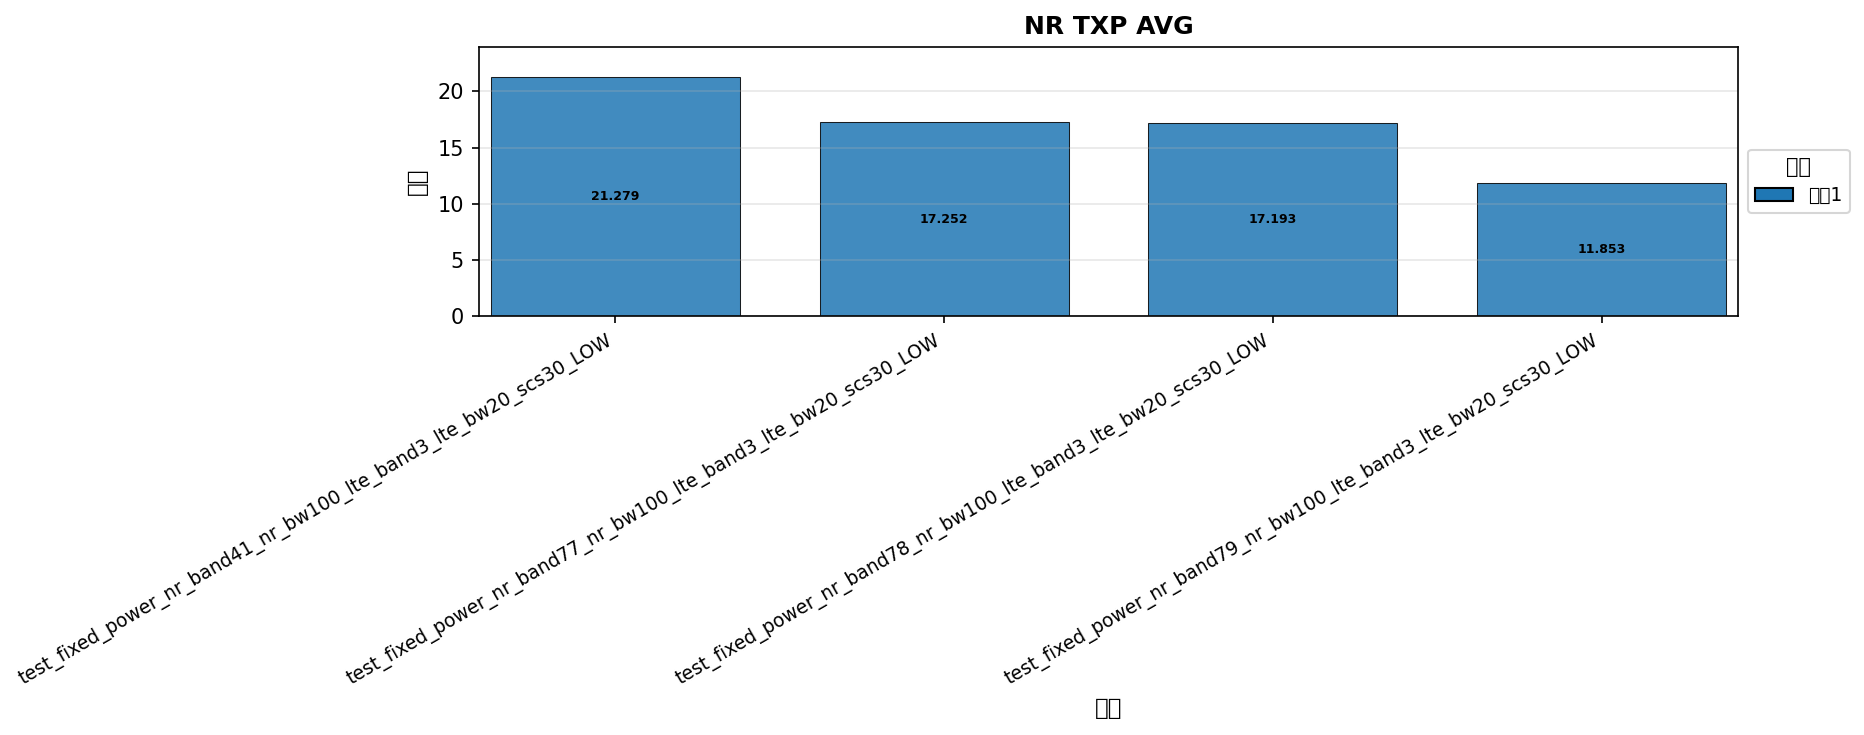 NR TXP AVG
20
15
10
5
0
21.279
17.252
17.193
11.853
1
test_fixed_power_nr_band41_nr_bw100_lte_band3_lte_bw20_scs30_LOW
test_fixed_power_nr_band77_nr_bw100_lte_band3_lte_bw20_scs30_LOW
test_fixed_power_nr_band78_nr_bw100_lte_band3_lte_bw20_scs30_LOW
test_fixed_power_nr_band79_nr_bw100_lte_band3_lte_bw20_scs30_LOW